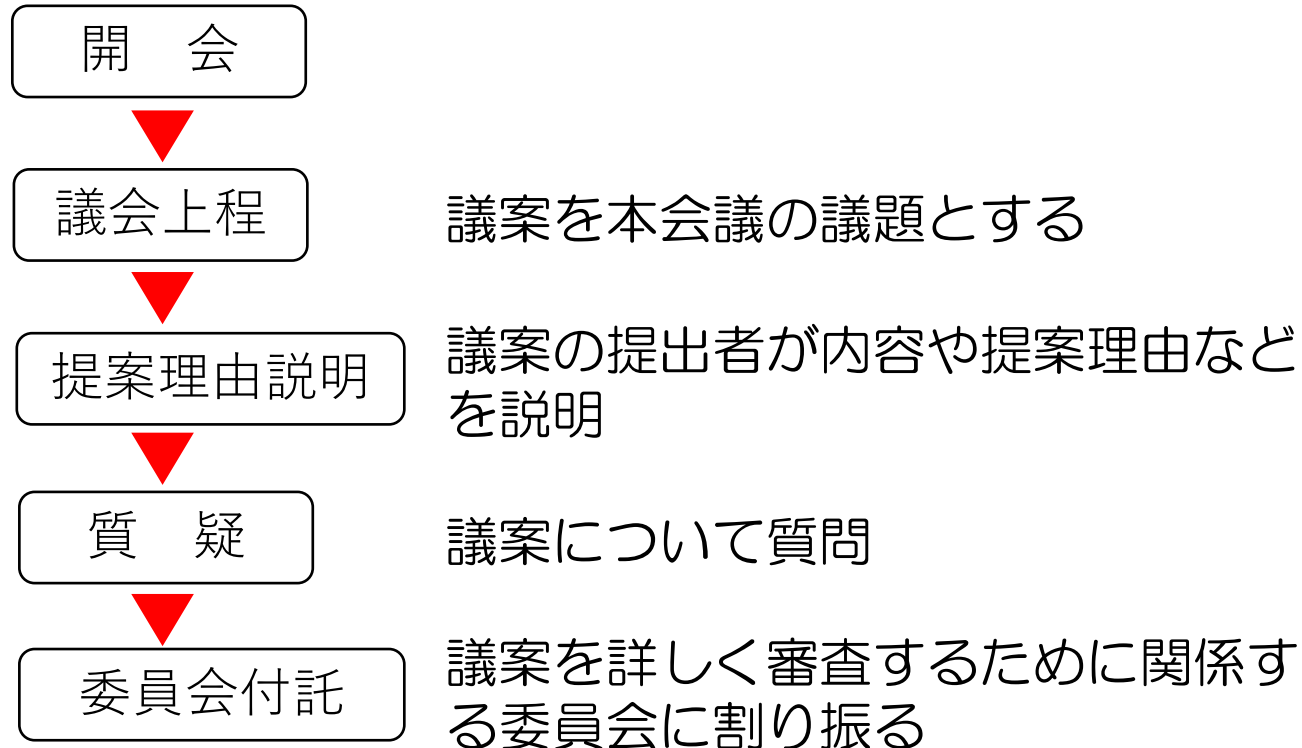 開　会
議会上程
議案を本会議の議題とする
提案理由説明
議案の提出者が内容や提案理由など
を説明
質　疑
議案について質問
委員会付託
議案を詳しく審査するために関係す
る委員会に割り振る